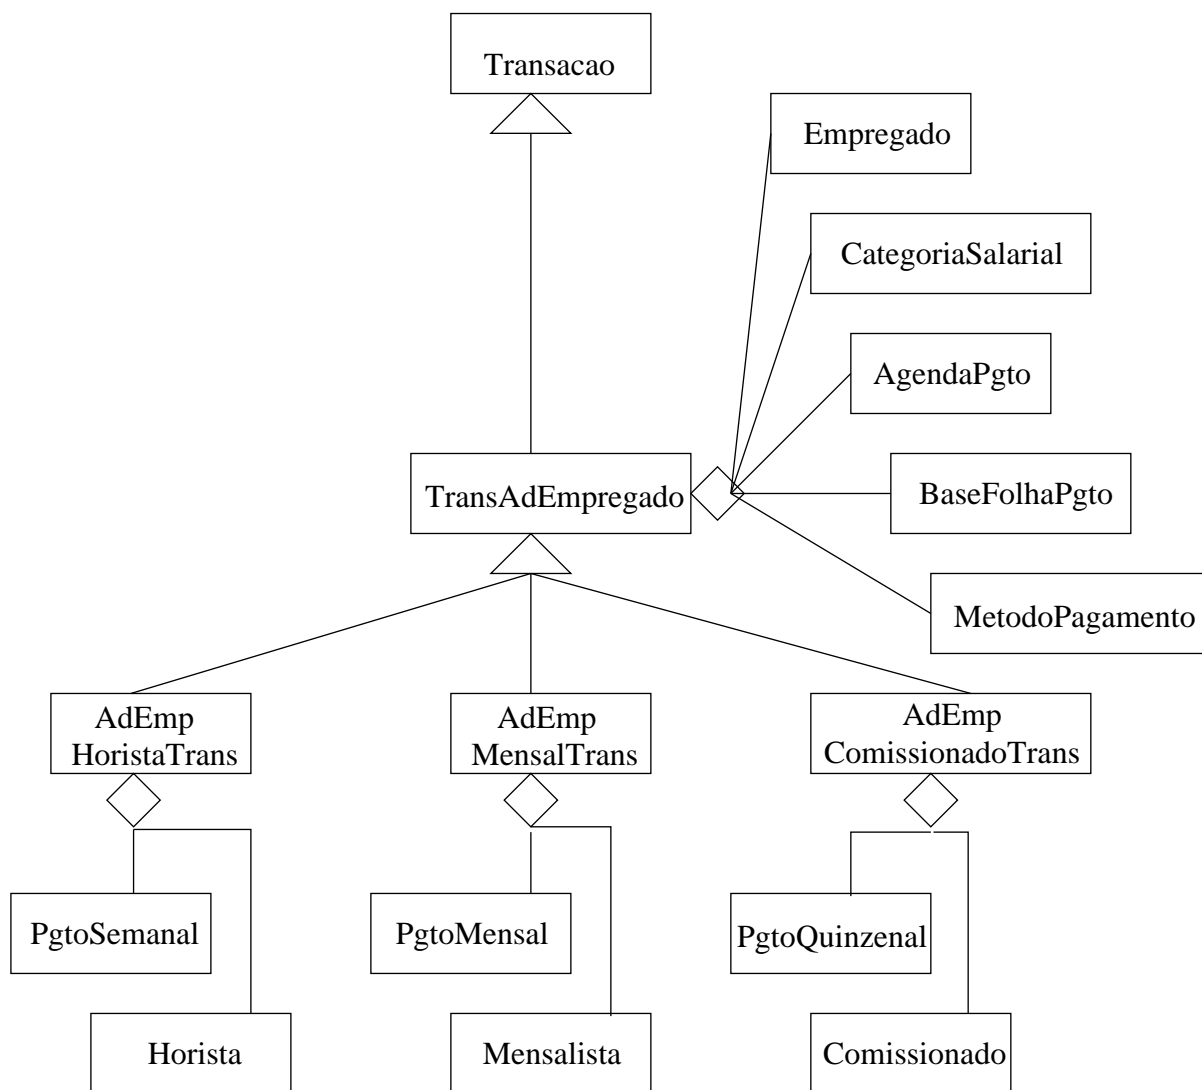 Transacao
Empregado
CategoriaSalarial
AgendaPgto
TransAdEmpregado
BaseFolhaPgto
MetodoPagamento
AdEmp
HoristaTrans
AdEmp
MensalTrans
AdEmp
ComissionadoTrans
PgtoSemanal
PgtoMensal
PgtoQuinzenal
Horista
Mensalista
Comissionado